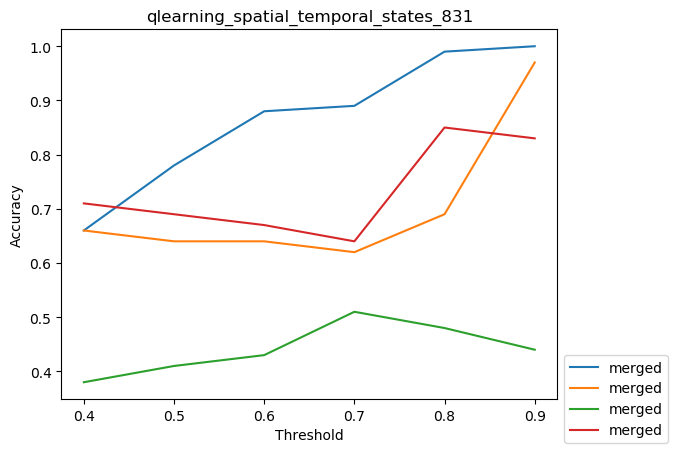 qlearning_spatial_temporal_states_831
1.0
0.9
0.8
0.7
0.6
0.5
0.4
Accuracy
0.4 0.5 0.6 0.7 0.8 0.9
Threshold
merged
merged
merged
merged